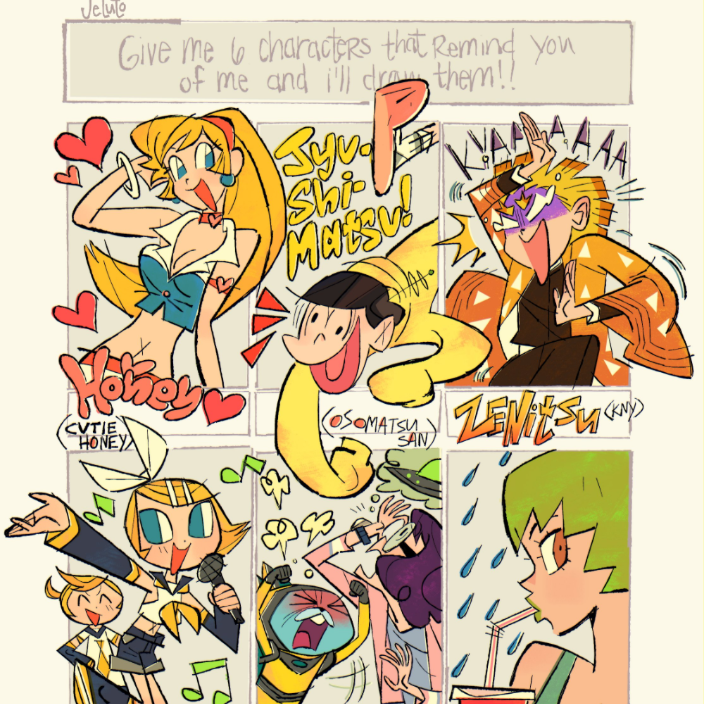 Jeluto
Give me 6 characters that Remind you
of me and i'll draw them!!
Jyu-
Shi-
Matsu!
KYAAAAAAA
Honey
(CUTIE
HONEY)
(OSOMATSU
SAN)
ZENitSU (KNY)